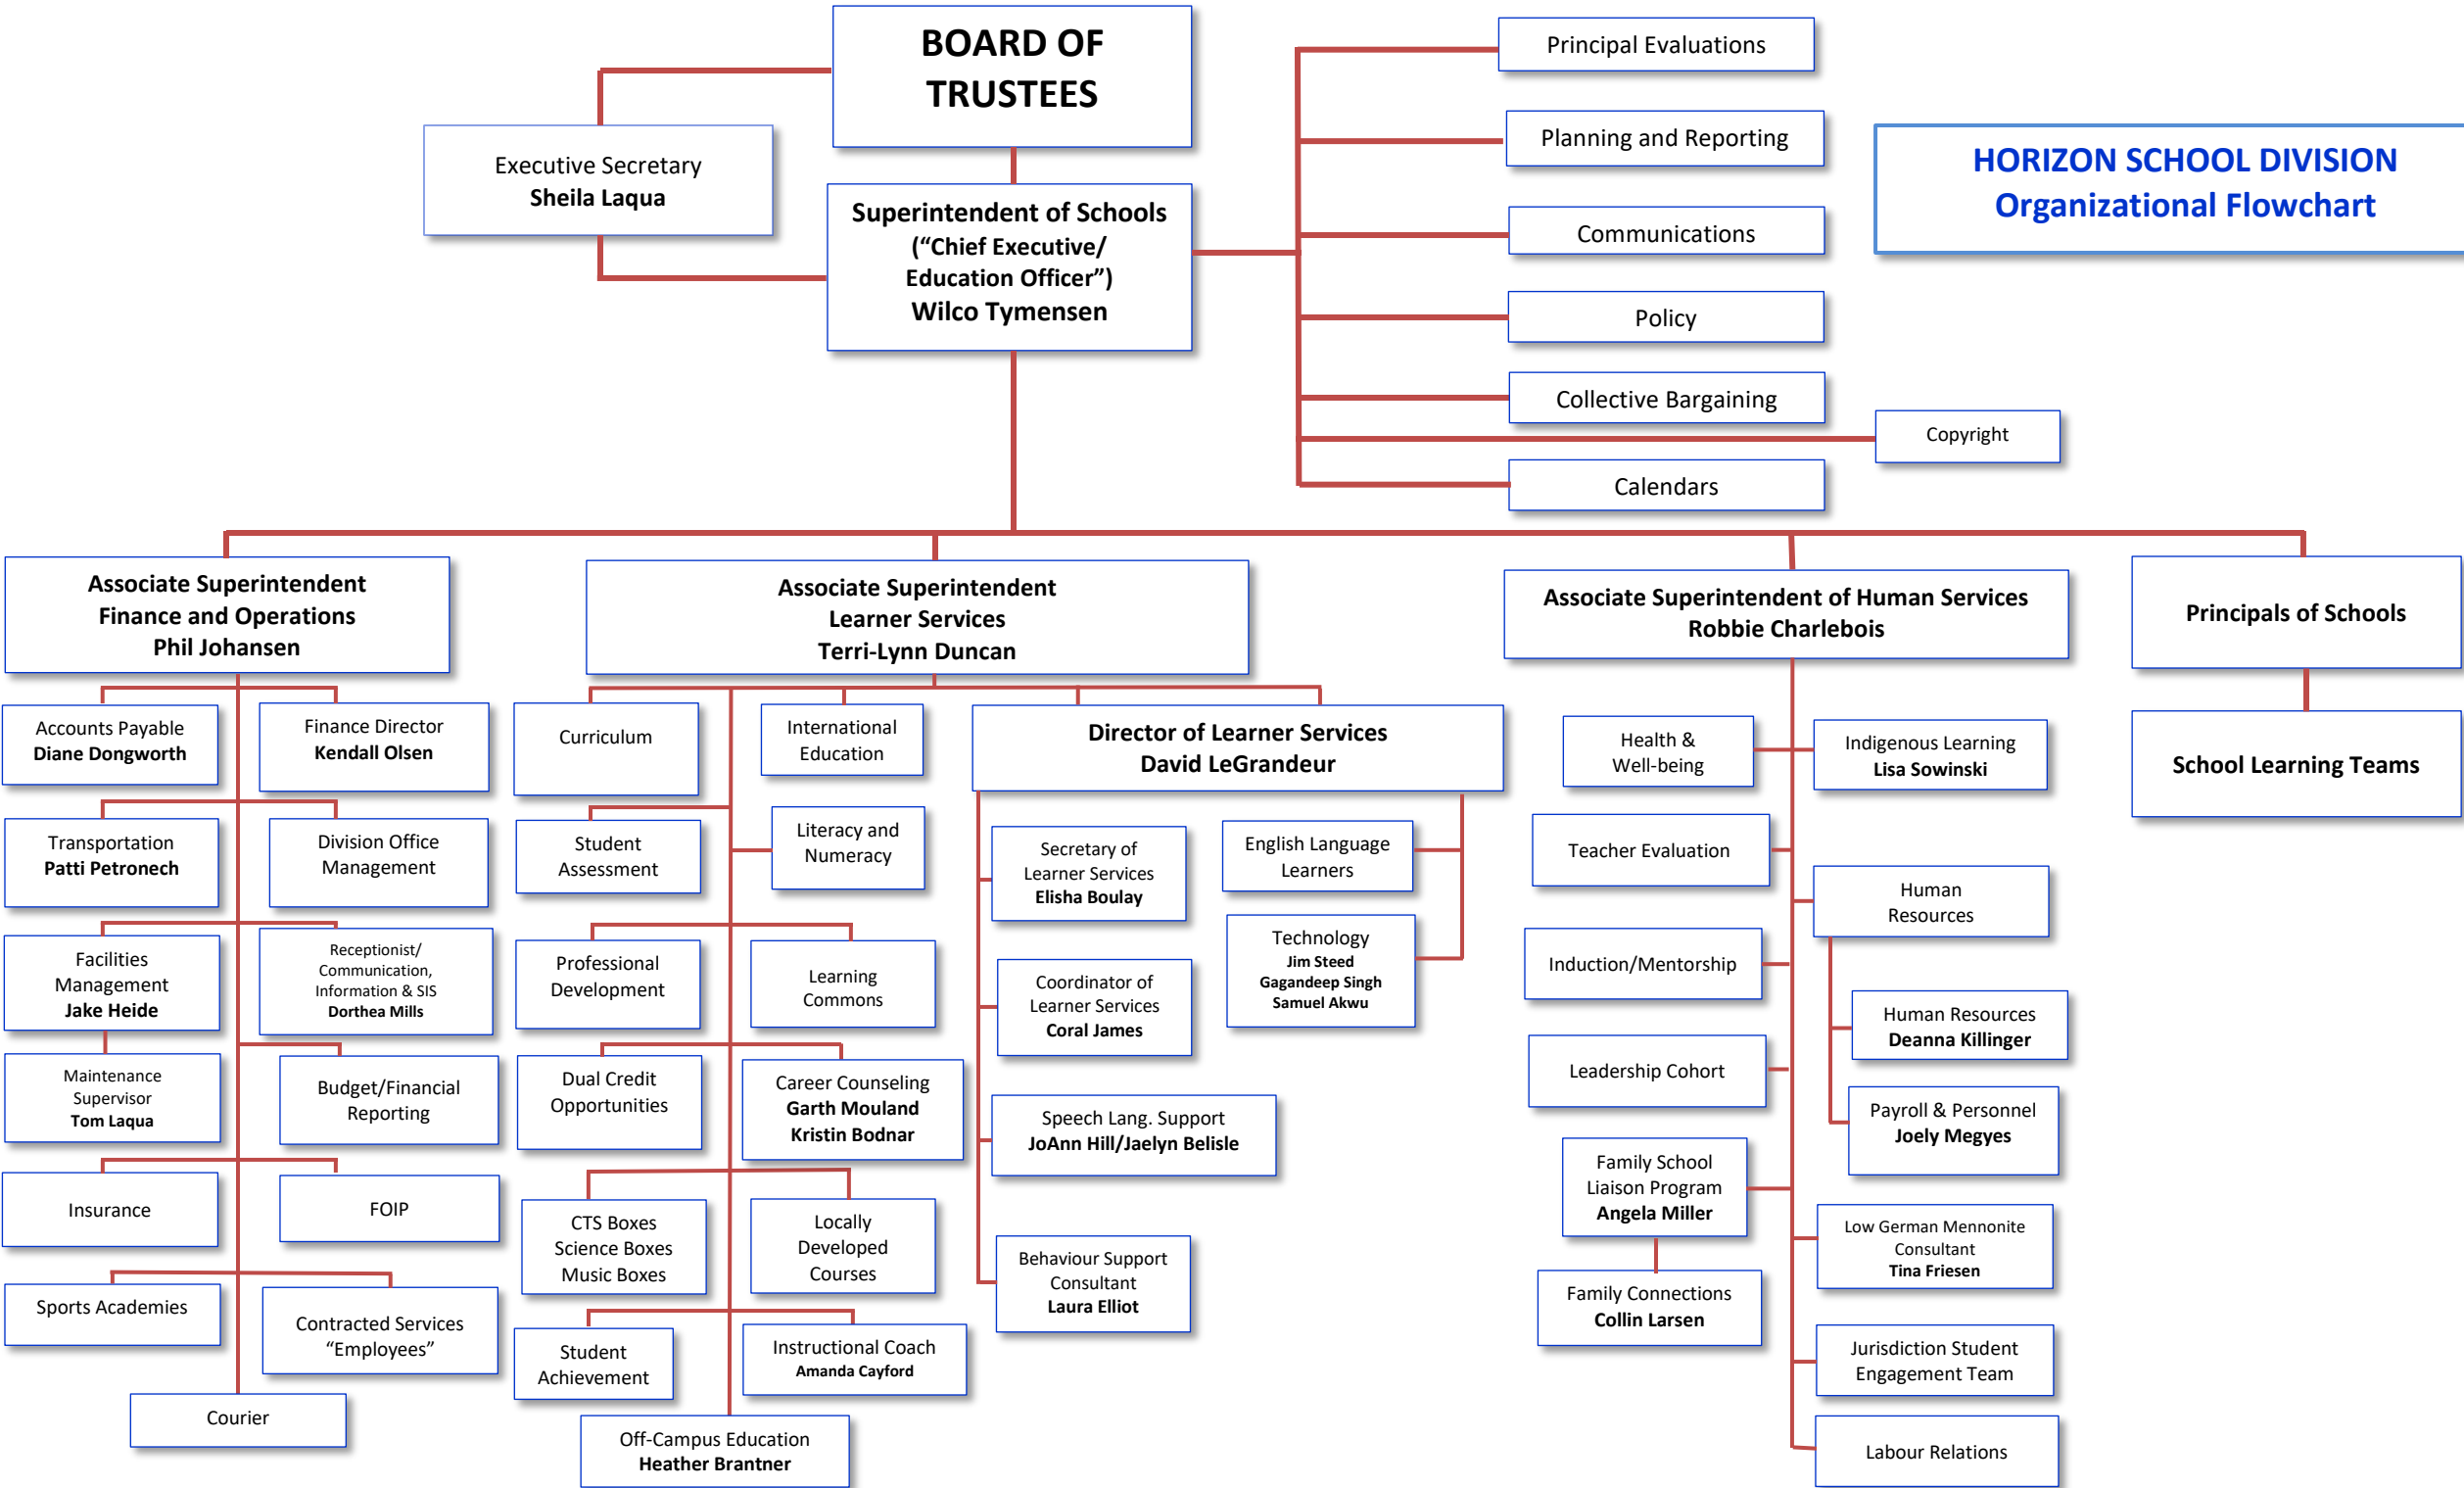 BOARD OF
TRUSTEES
Executive Secretary
Sheila Laqua
Superintendent of Schools
(“Chief Executive/
Education Officer”)
Wilco Tymensen
Principal Evaluations
Planning and Reporting
Communications
Policy
Collective Bargaining
Copyright
Calendars
HORIZON SCHOOL DIVISION
Organizational Flowchart
Associate Superintendent
Finance and Operations
Phil Johansen
Accounts Payable
Diane Dongworth
Finance Director
Kendall Olsen
Transportation
Patti Petronech
Division Office
Management
Facilities
Management
Jake Heide
Receptionist/
Communication,
Information & SIS
Dorthea Mills
Maintenance
Supervisor
Tom Laqua
Budget/Financial
Reporting
Insurance
FOIP
Sports Academies
Contracted Services
“Employees”
Courier
Associate Superintendent
Learner Services
Terri-Lynn Duncan
Curriculum
International
Education
Student
Assessment
Literacy and
Numeracy
Professional
Development
Learning
Commons
Dual Credit
Opportunities
Career Counseling
Garth Mouland
Kristin Bodnar
CTS Boxes
Science Boxes
Music Boxes
Locally
Developed
Courses
Student
Achievement
Instructional Coach
Amanda Cayford
Off-Campus Education
Heather Brantner
Director of Learner Services
David LeGrandeur
Secretary of
Learner Services
Elisha Boulay
English Language
Learners
Coordinator of
Learner Services
Coral James
Technology
Jim Steed
Gagandeep Singh
Samuel Akwu
Speech Lang. Support
JoAnn Hill/Jaelyn Belisle
Behaviour Support
Consultant
Laura Elliot
Associate Superintendent of Human Services
Robbie Charlebois
Health &
Well-being
Indigenous Learning
Lisa Sowinski
Teacher Evaluation
Human
Resources
Induction/Mentorship
Human Resources
Deanna Killinger
Leadership Cohort
Payroll & Personnel
Joely Megyes
Family School
Liaison Program
Angela Miller
Low German Mennonite
Consultant
Tina Friesen
Family Connections
Collin Larsen
Jurisdiction Student
Engagement Team
Labour Relations
Principals of Schools
School Learning Teams